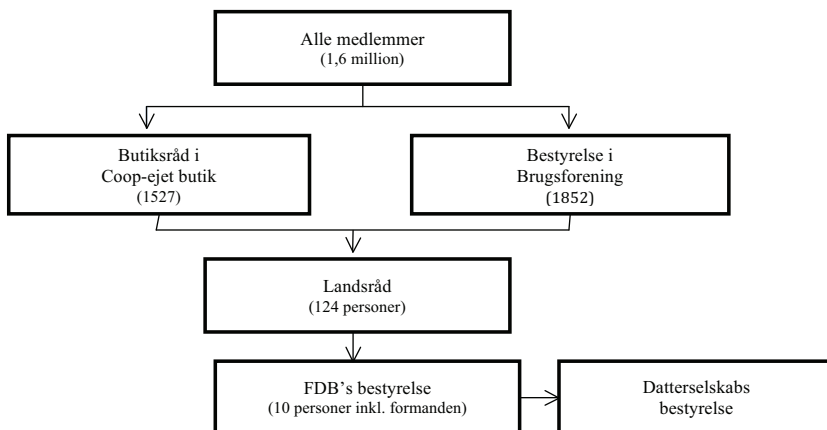 Alle medlemmer
(1,6 million)
Butiksråd i
Coop-ejet butik
(1527)
Bestyrelse i
Brugsforening
(1852)
Landsråd
(124 personer)
FDB's bestyrelse
(10 personer inkl. formanden)
Datterselskabs
bestyrelse